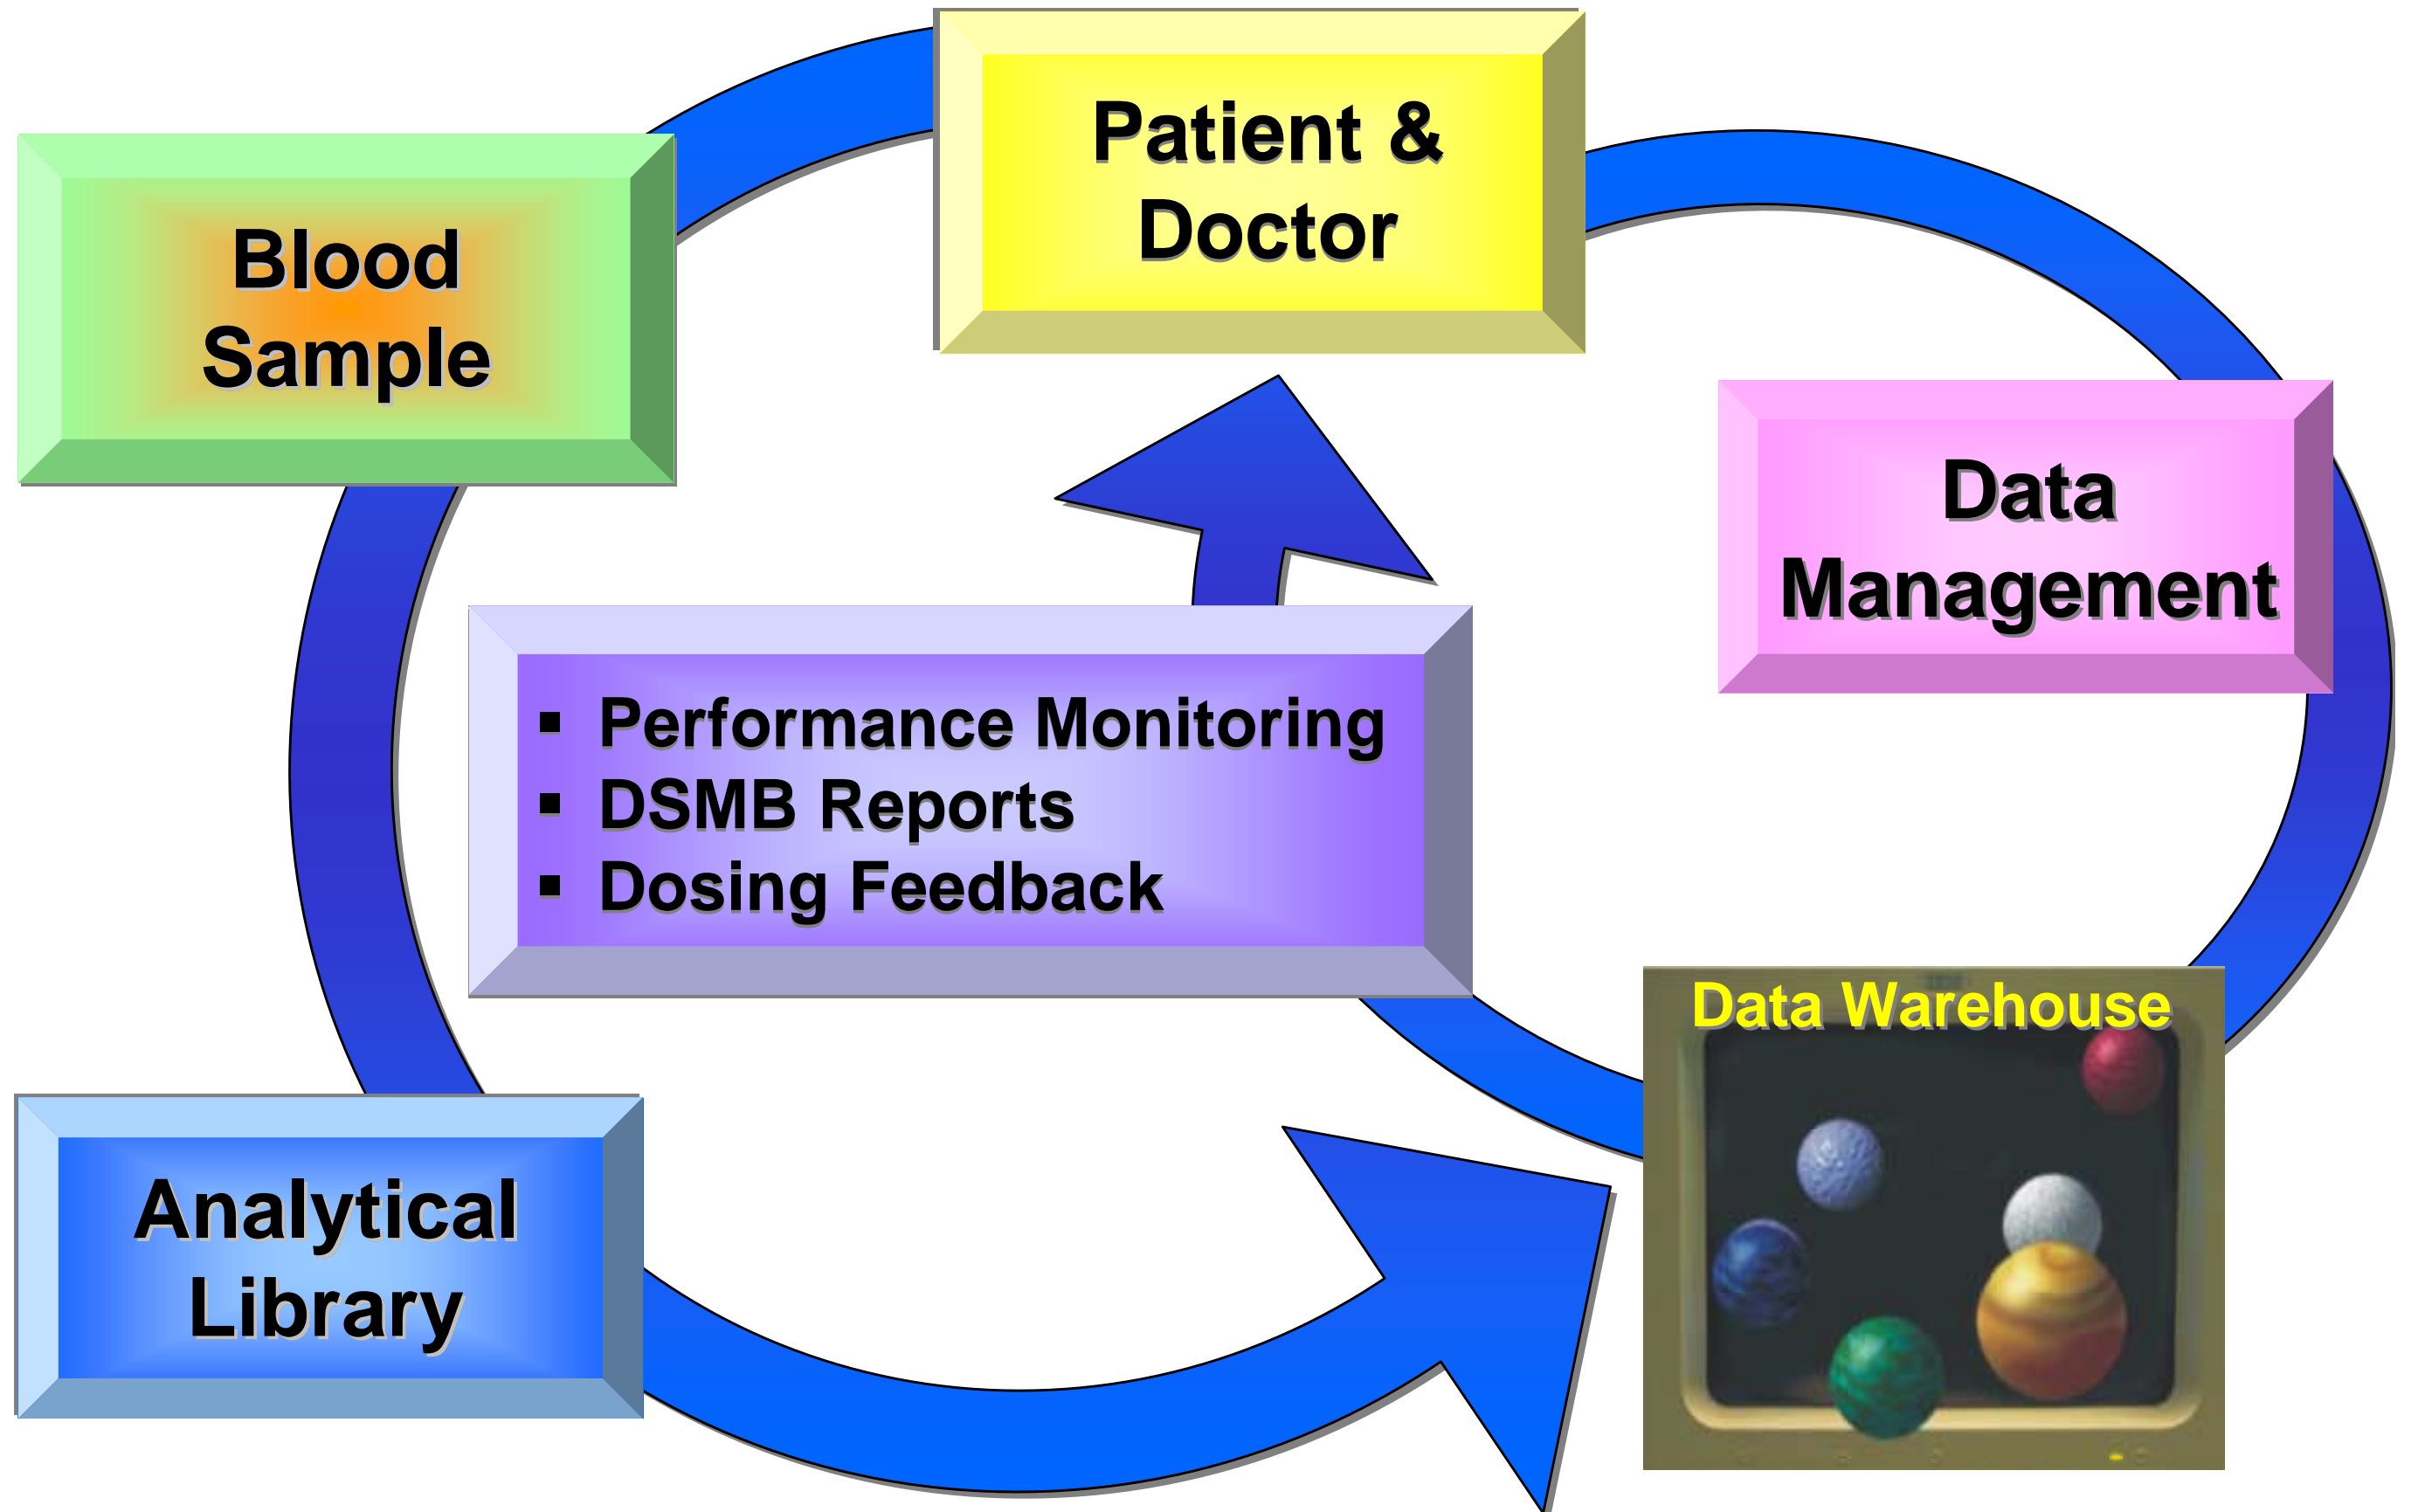 Patient &
Doctor
Blood
Sample
Data
Management
▪ Performance Monitoring
▪ DSMB Reports
▪ Dosing Feedback
Data Warehouse
Analytical
Library